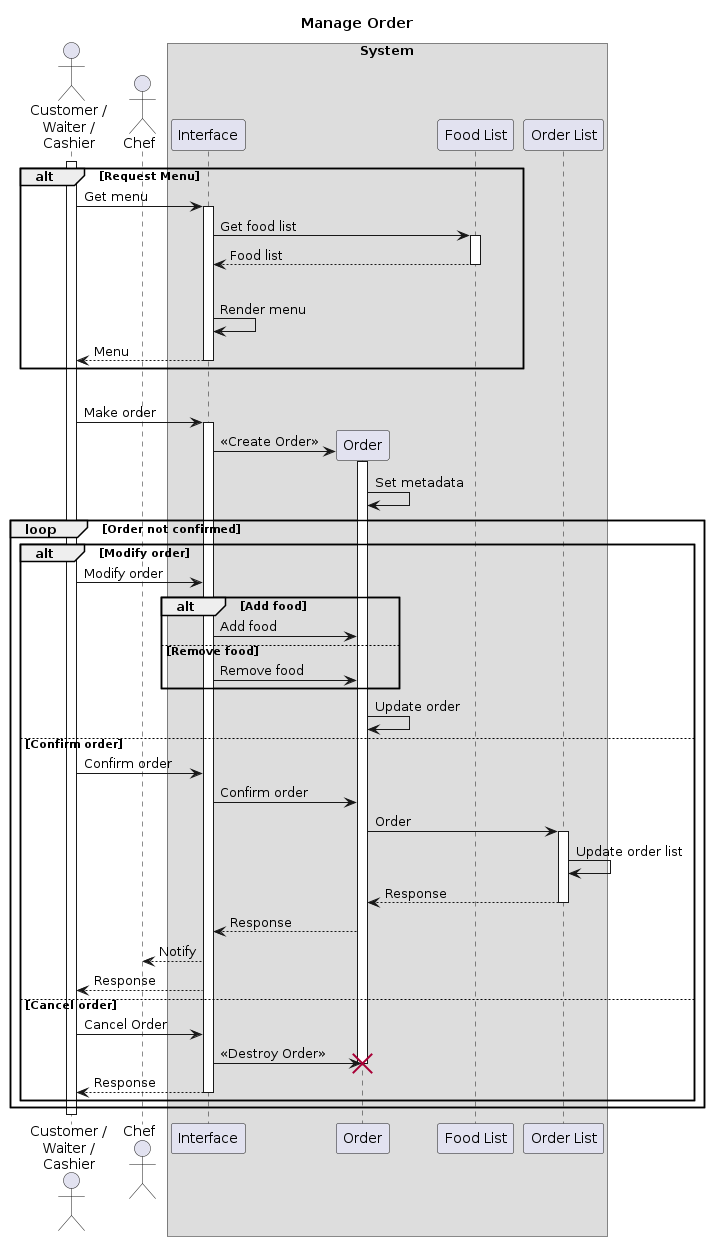 Manage Order
System
Customer /
Waiter /
Cashier
Chef
Interface
Food List
Order List
alt
[Request Menu]
Get menu
Get food list
Food list
Render menu
Menu
Make order
«Create Order»
Order
Set metadata
loop
[Order not confirmed]
alt
[Modify order]
Modify order
alt
[Add food]
Add food
[Remove food]
Remove food
Update order
[Confirm order]
Confirm order
Confirm order
Order
Update order list
Response
Response
Notify
Response
[Cancel order]
Cancel Order
«Destroy Order»
Response
Customer /
Waiter /
Cashier
Chef
Interface
Order
Food List
Order List